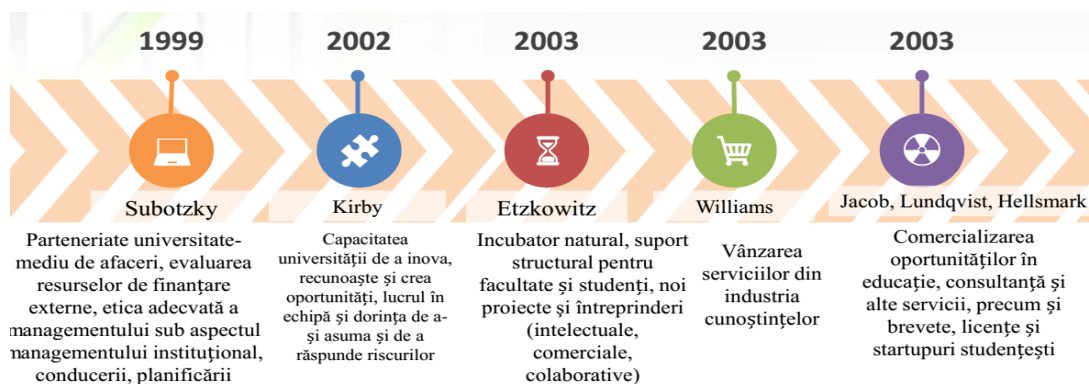 1999
Subotzky
Parteneriate universitate-
mediu de afaceri, evaluarea
resurselor de finanțare
externe, etica adecvată a
managementului sub aspectul
managementului instituțional,
conducerii, planificării
2002
Kirby
Capacitatea
universității de a inova,
recunoaște și crea
oportunități, lucrul în
echipă și dorința de a-
și asuma și de a
răspunde riscurilor
2003
Etzkowitz
Incubator natural, suport
structural pentru
facultate și studenți, noi
proiecte și întreprinderi
(intelectuale,
comerciale,
colaborative)
2003
Williams
Vânzarea
serviciilor din
industria
cunoștințelor
2003
Jacob, Lundqvist, Hellsmark
Comercializarea
oportunităților în
educație, consultanță și
alte servicii, precum și
brevete, licențe și
startupuri studențești